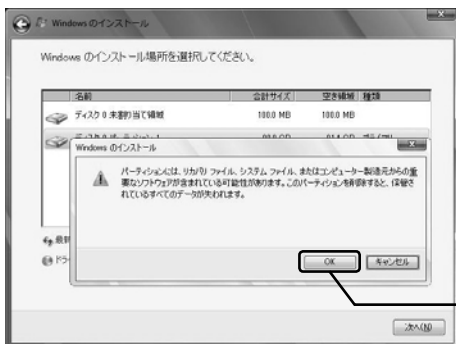 Windows のインストール
Windows のインストール場所を選択してください。
名前 合計サイズ 空き領域 種類
ディスク 0 未割り当て領域 100.0 MB 100.0 MB
Windows のインストール
パーティションには、リカバリ ファイル、システム ファイル、またはコンピューター製造元からの重
要なソフトウェアが含まれている可能性があります。このパーティションを削除すると、保管さ
れているすべてのデータが失われます。
最新
ドラ
OK キャンセル
次へ(N)